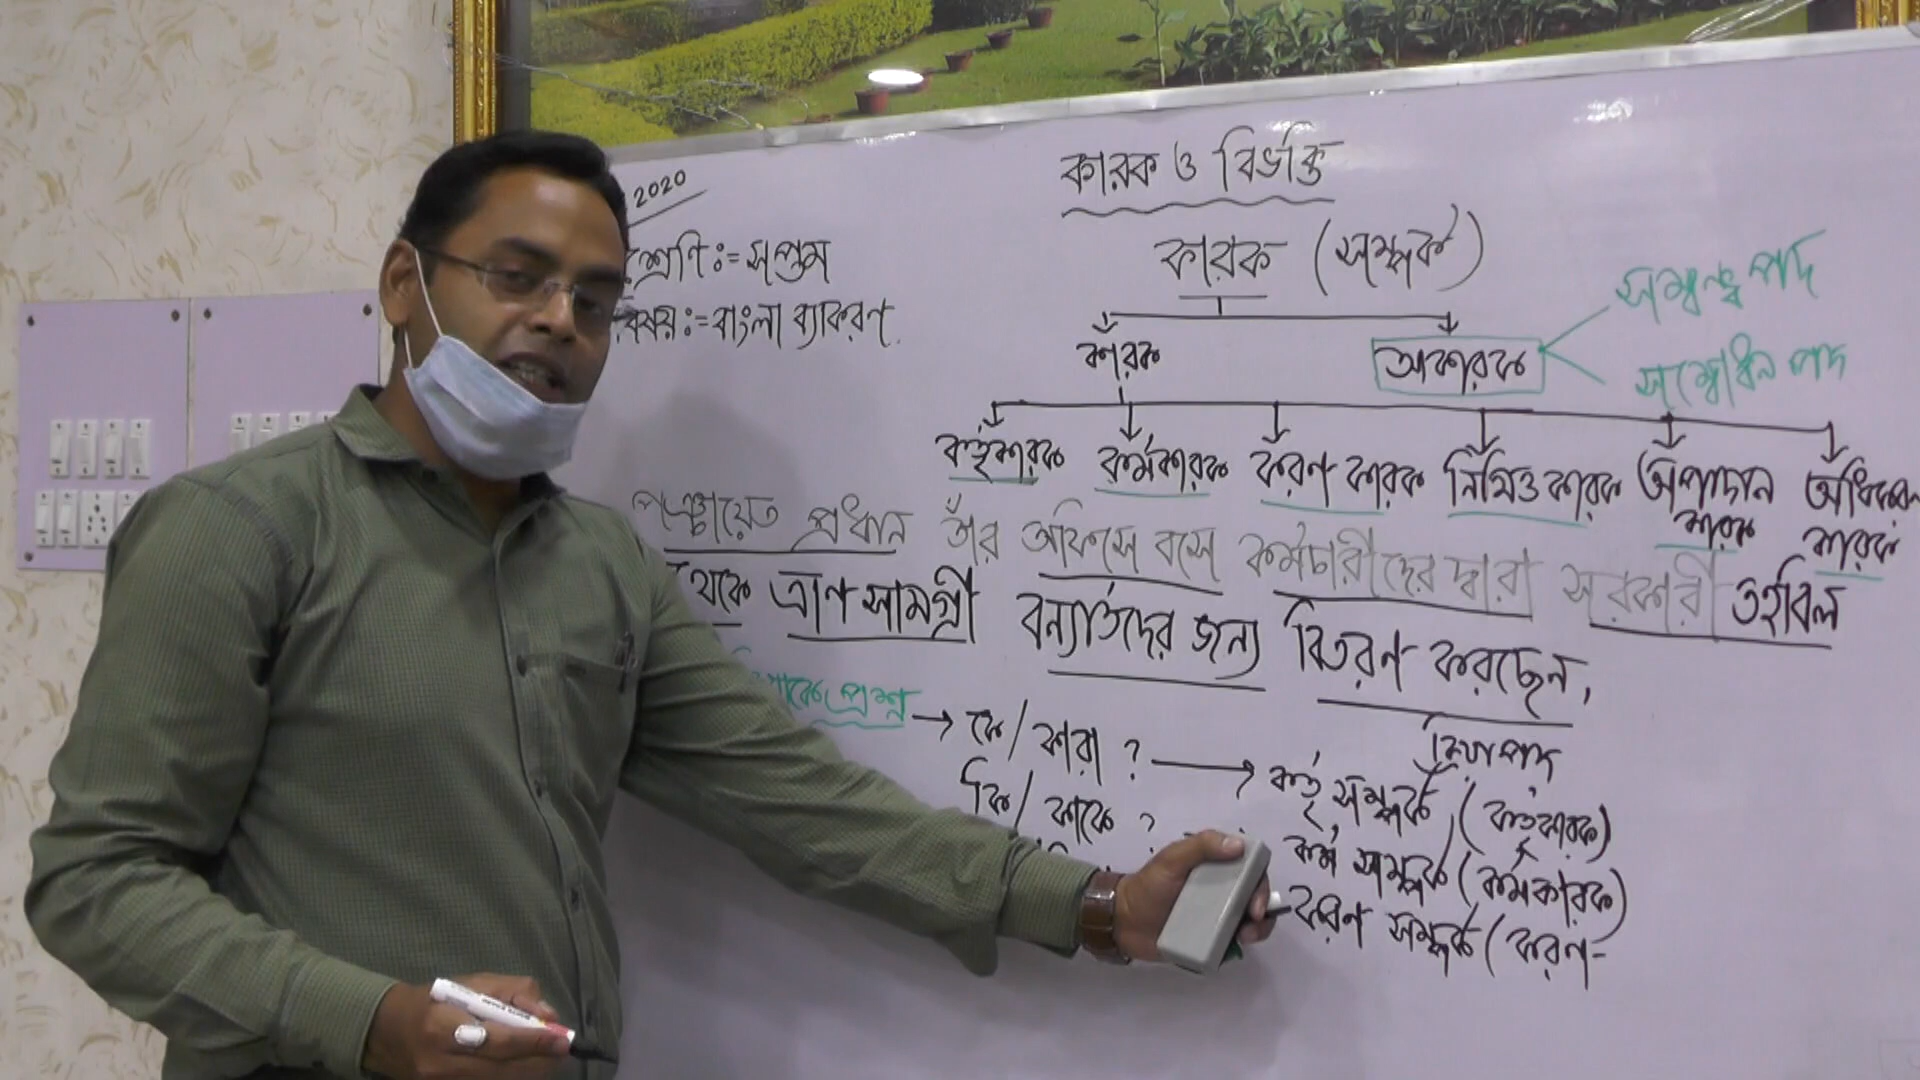 2020
কারক ও বিভক্তি
শ্রেণি ঃ= সপ্তম
কারক (সম্পর্ক)
বিষয় ঃ= বাংলা ব্যাকরণ
সম্বন্ধ পদ
কারক অকারক
সম্বোধন পদ
কর্তৃকারক কর্মকারক করণ কারক নিমিত্ত কারক অপাদান কারক অধিকরণ কারক
পঞ্চায়েত প্রধান তাঁর অফিসে বসে কর্মচারীদের দ্বারা সরকারী তহবিল
থেকে ত্রাণ সামগ্রী বন্যার্তদের জন্য বিতরণ করছেন,
ক্রিয়াপদ
প্রশ্ন → কে/ কারা ? → কর্তৃ সম্পর্ক (কর্তৃকারক)
কি/ কাকে ? কর্ম সম্পর্ক (কর্মকারক)
করণ সম্পর্ক (করণ-